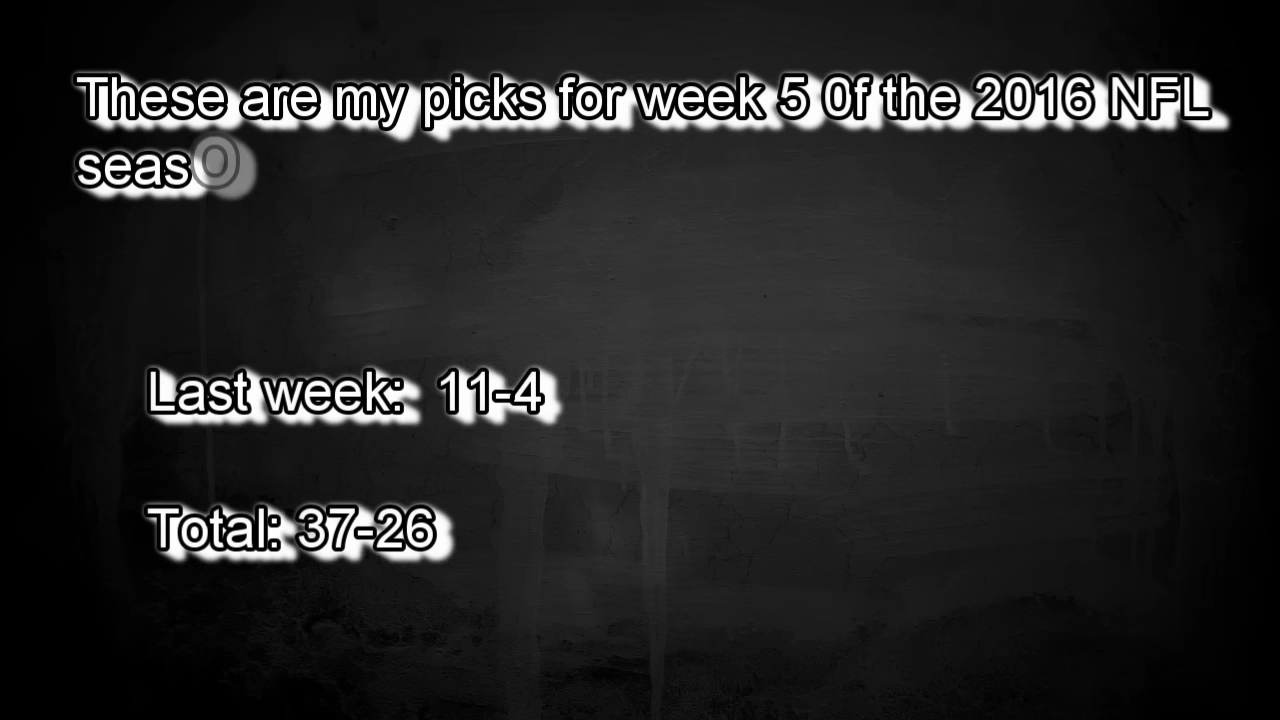 These are my picks for week 5 0f the 2016 NFL
seaso
Last week: 11-4
Total: 37-26